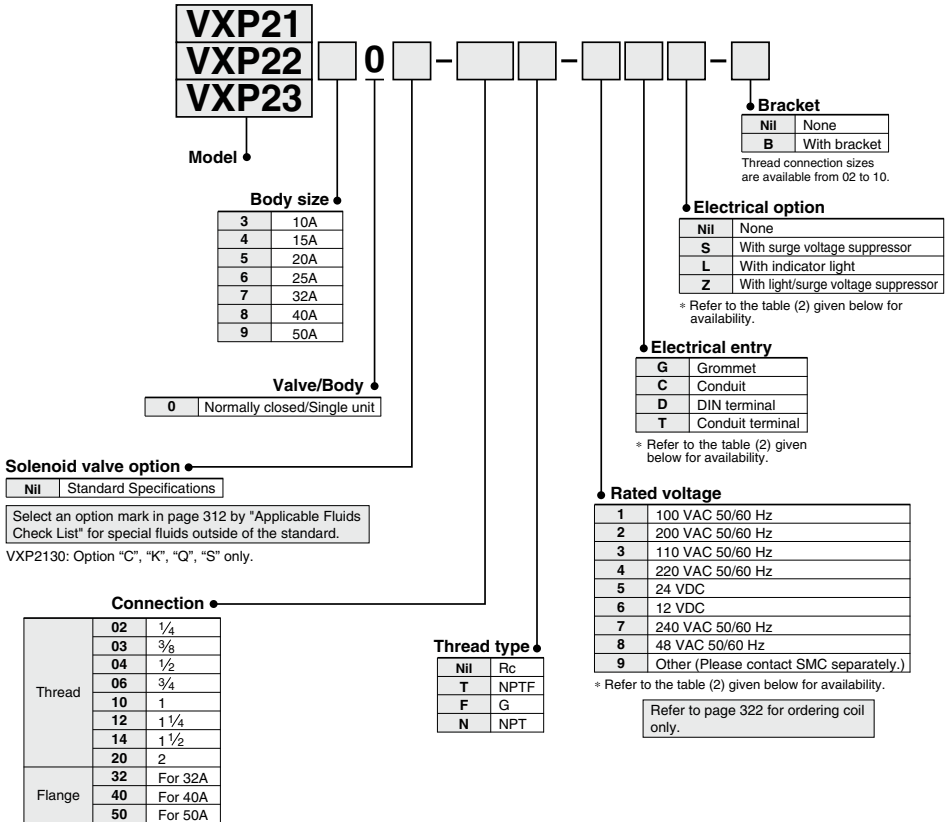 VXP21
VXP22 0 - - -
VXP23
Model
Bracket
Nil None
B With bracket
Thread connection sizes
are available from 02 to 10.
Body size
3 10A
4 15A
5 20A
6 25A
7 32A
8 40A
9 50A
Electrical option
Nil None
S With surge voltage suppressor
L With indicator light
Z With light/surge voltage suppressor
* Refer to the table (2) given below for
availability.
Electrical entry
G Grommet
C Conduit
D DIN terminal
T Conduit terminal
* Refer to the table (2) given
below for availability.
Valve/Body
0 Normally closed/Single unit
Solenoid valve option
Nil Standard Specifications
Select an option mark in page 312 by "Applicable Fluids
Check List" for special fluids outside of the standard.
VXP2130: Option “C”, “K”, “Q”, “S” only.
Rated voltage
1 100 VAC 50/60 Hz
2 200 VAC 50/60 Hz
3 110 VAC 50/60 Hz
4 220 VAC 50/60 Hz
5 24 VDC
6 12 VDC
7 240 VAC 50/60 Hz
8 48 VAC 50/60 Hz
9 Other (Please contact SMC separately.)
* Refer to the table (2) given below for availability.
Refer to page 322 for ordering coil
only.
Connection
Thread
02 1/4
03 3/8
04 1/2
06 3/4
10 1
12 1 1/4
14 1 1/2
20 2
Flange
32 For 32A
40 For 40A
50 For 50A
Thread type
Nil Rc
T NPTF
F G
N NPT